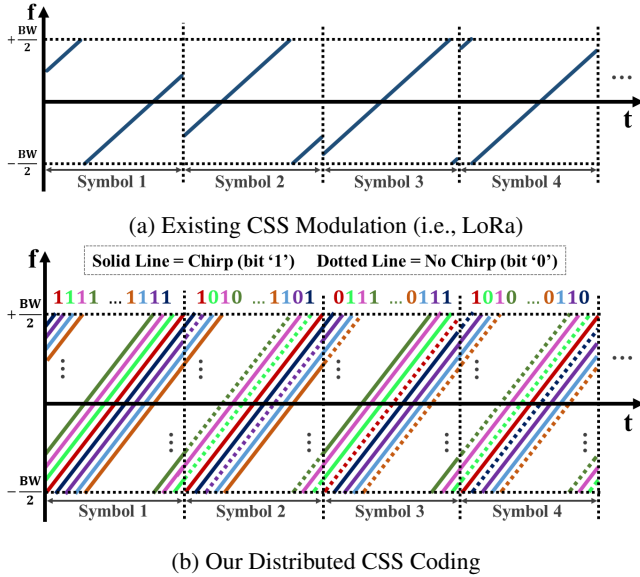 f
+BW/2
t
...
−BW/2
Symbol 1 Symbol 2 Symbol 3 Symbol 4
(a) Existing CSS Modulation (i.e., LoRa)
Solid Line = Chirp (bit ‘1’) Dotted Line = No Chirp (bit ‘0’)
f
1111 ...1111 1010 ...1101 0111 ...0111 1010 ...0110
+BW/2
t
...
−BW/2
Symbol 1 Symbol 2 Symbol 3 Symbol 4
(b) Our Distributed CSS Coding